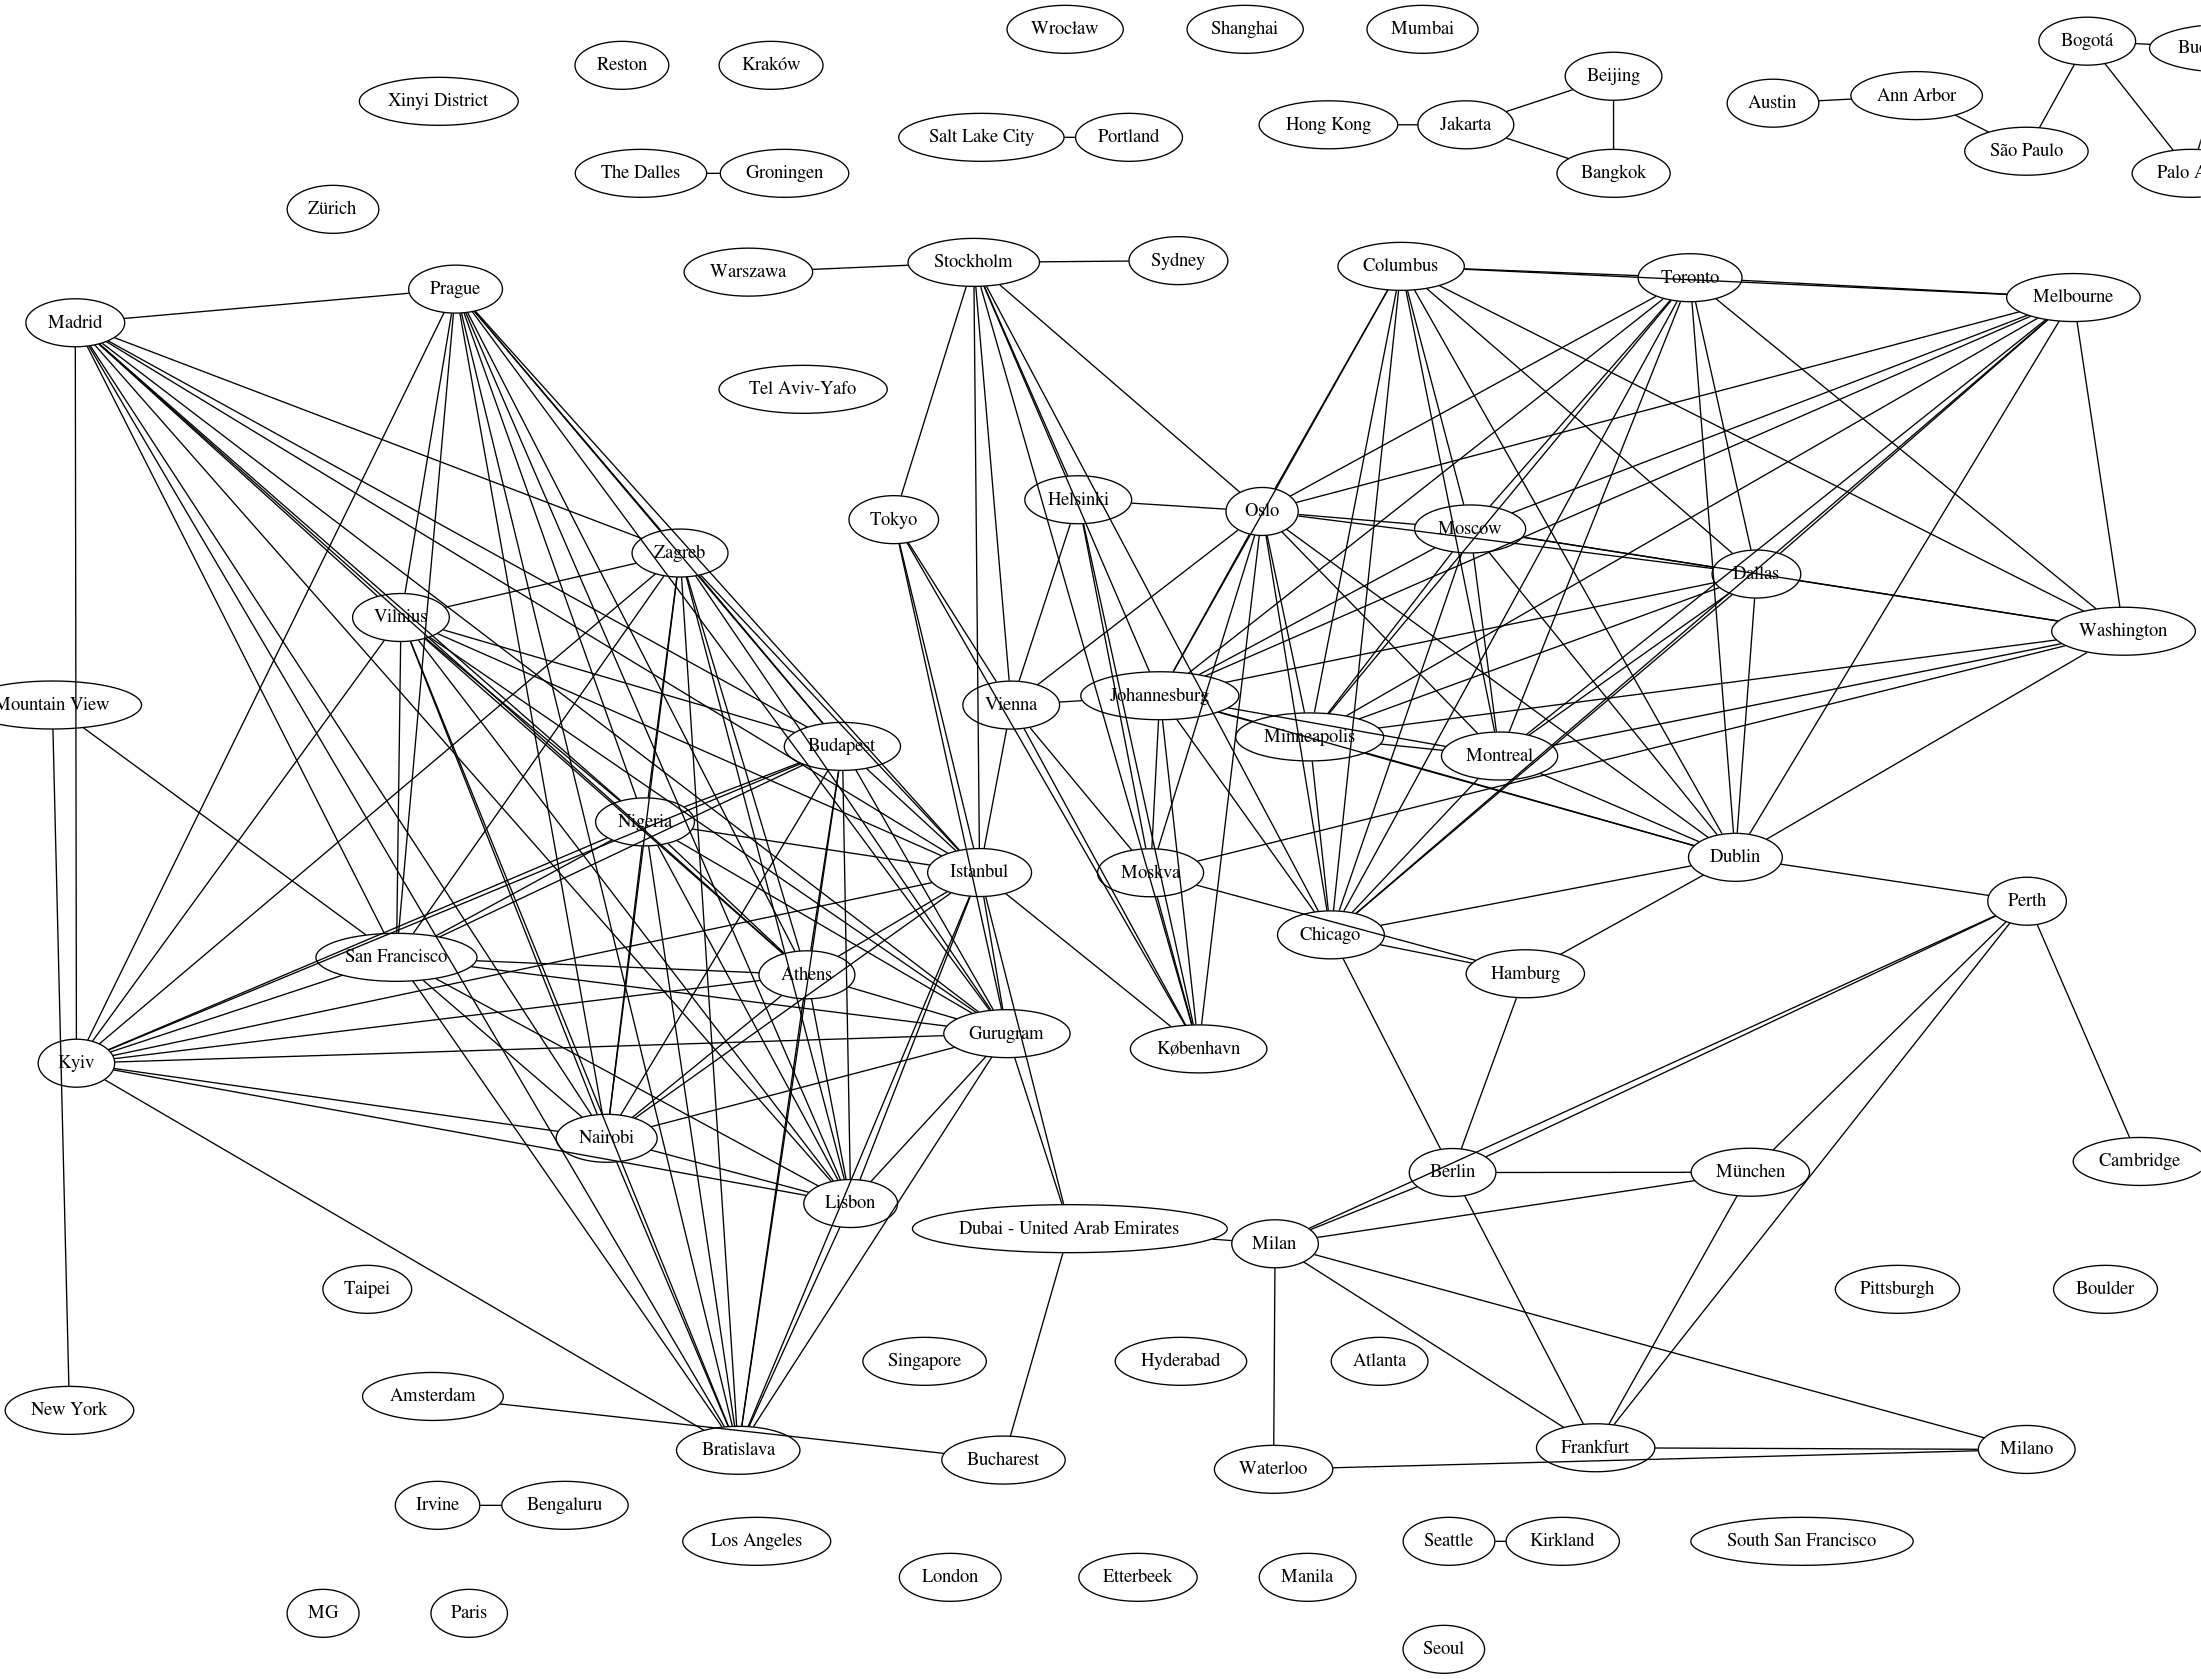 Wrocław
Shanghai
Mumbai
Bogotá
Reston
Kraków
Beijing
Xinyi District
Austin
Ann Arbor
Salt Lake City
Portland
Hong Kong
Jakarta
São Paulo
The Dalles
Groningen
Bangkok
Palo
Zürich
Warszawa
Stockholm
Sydney
Columbus
Toronto
Melbourne
Prague
Madrid
Tel Aviv-Yafo
Helsinki
Tokyo
Oslo
Moscow
Zagreb
Dallas
Vilnius
Washington
Mountain View
Vienna
Johannesburg
Budapest
Minneapolis
Montreal
Nigeria
Istanbul
Moskva
Dublin
Perth
San Francisco
Athens
Chicago
Hamburg
Gurugram
København
Kyiv
Nairobi
Berlin
München
Cambridge
Lisbon
Dubai - United Arab Emirates
Milan
Taipei
Pittsburgh
Boulder
Singapore
Hyderabad
Atlanta
Amsterdam
New York
Bratislava
Bucharest
Waterloo
Frankfurt
Milano
Irvine
Bengaluru
Los Angeles
Seattle
Kirkland
South San Francisco
London
Etterbeek
Manila
MG
Paris
Seoul